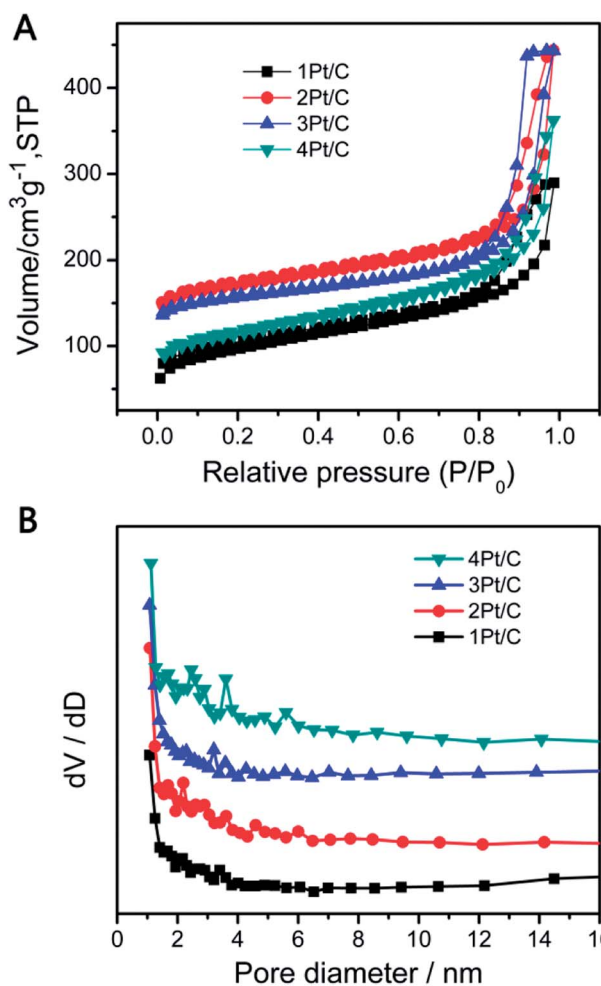 A
1Pt/C
2Pt/C
3Pt/C
4Pt/C
400
300
200
100
Volume/cm³g⁻¹,STP
0.0 0.2 0.4 0.6 0.8 1.0
Relative pressure (P/P₀)
B
4Pt/C
3Pt/C
2Pt/C
1Pt/C
dV / dD
0 2 4 6 8 10 12 14 16
Pore diameter / nm